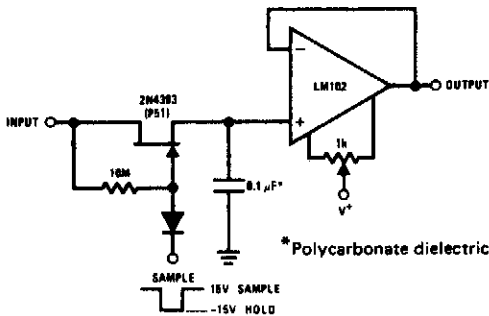 2N4393
(P51)
INPUT
LM102
OUTPUT
−
+
1k
V+
10M
0.1 μF*
*Polycarbonate dielectric
SAMPLE
15V SAMPLE
−15V HOLD